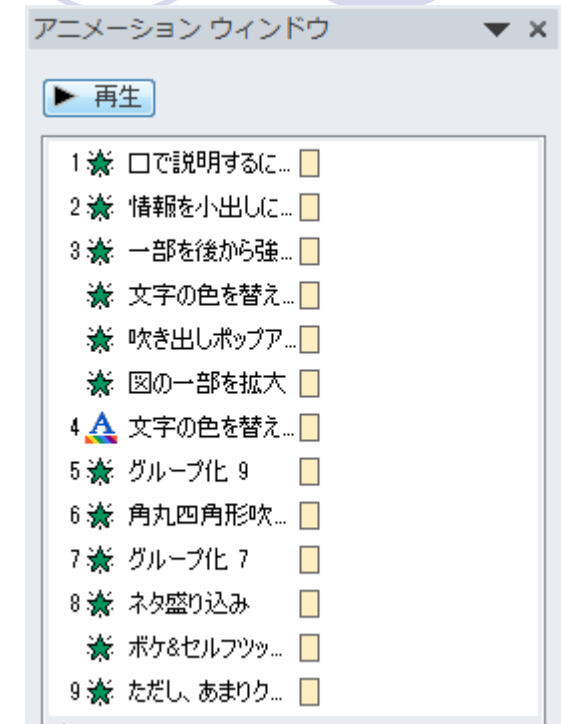 アニメーション ウィンドウ
再生
1 口で説明するに...
2 情報を小出しに...
3 一部を後から強...
文字の色を替え...
吹き出しポップア...
図の一部を拡大
4 文字の色を替え...
5 グループ化 9
6 角丸四角形吹...
7 グループ化 7
8 ネタ盛り込み
ボケ&セルフツッ...
9 ただし、あまりク...